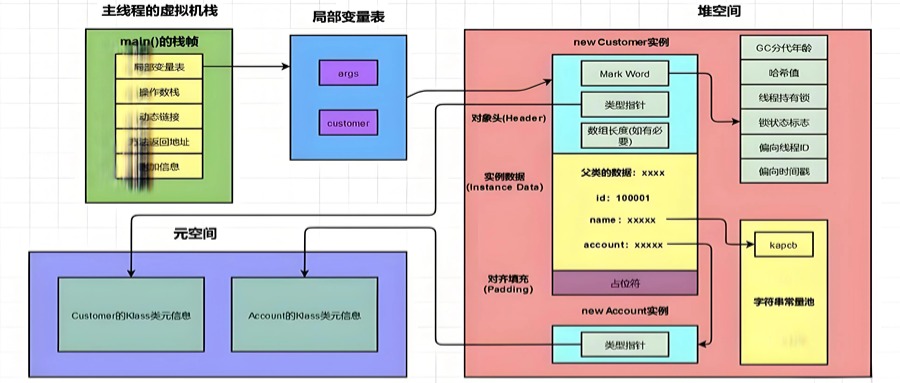 主线程的虚拟机栈
main()的栈帧
局部变量表
操作数栈
动态链接
方法返回地址
附加信息
局部变量表
args
customer
堆空间
new Customer实例
对象头(Header)
Mark Word
类型指针
数组长度(如有必
要)
实例数据
(Instance Data)
父类的数据：xxxx
id：100001
name：xxxxx
account：xxxxx
对齐填充
(Padding)
占位符
new Account实例
类型指针
GC分代年龄
哈希值
线程持有锁
锁状态标志
偏向线程ID
偏向时间戳
kapcb
字符串常量池
元空间
Customer的Klass类元信息
Account的Klass类元信息